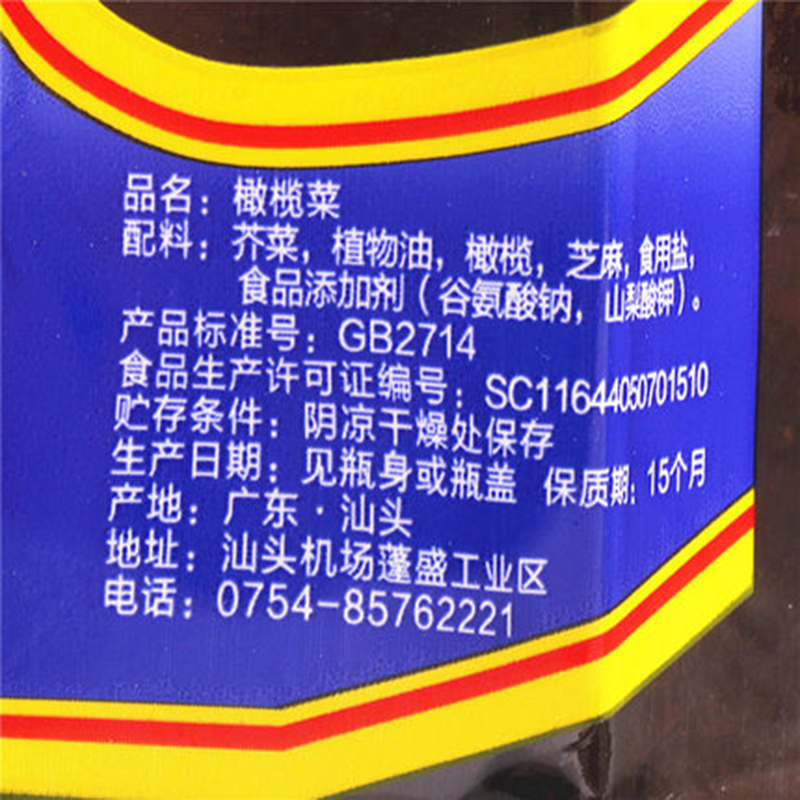 品名：橄榄菜
配料：芥菜，植物油，橄榄，芝麻，食用盐，
食品添加剂（谷氨酸钠，山梨酸钾）。
产品标准号：GB2714
食品生产许可证编号：SC11644050701510
贮存条件：阴凉干燥处保存
生产日期：见瓶身或瓶盖 保质期：15个月
产地：广东·汕头
地址：汕头机场蓬盛工业区
电话：0754-85762221